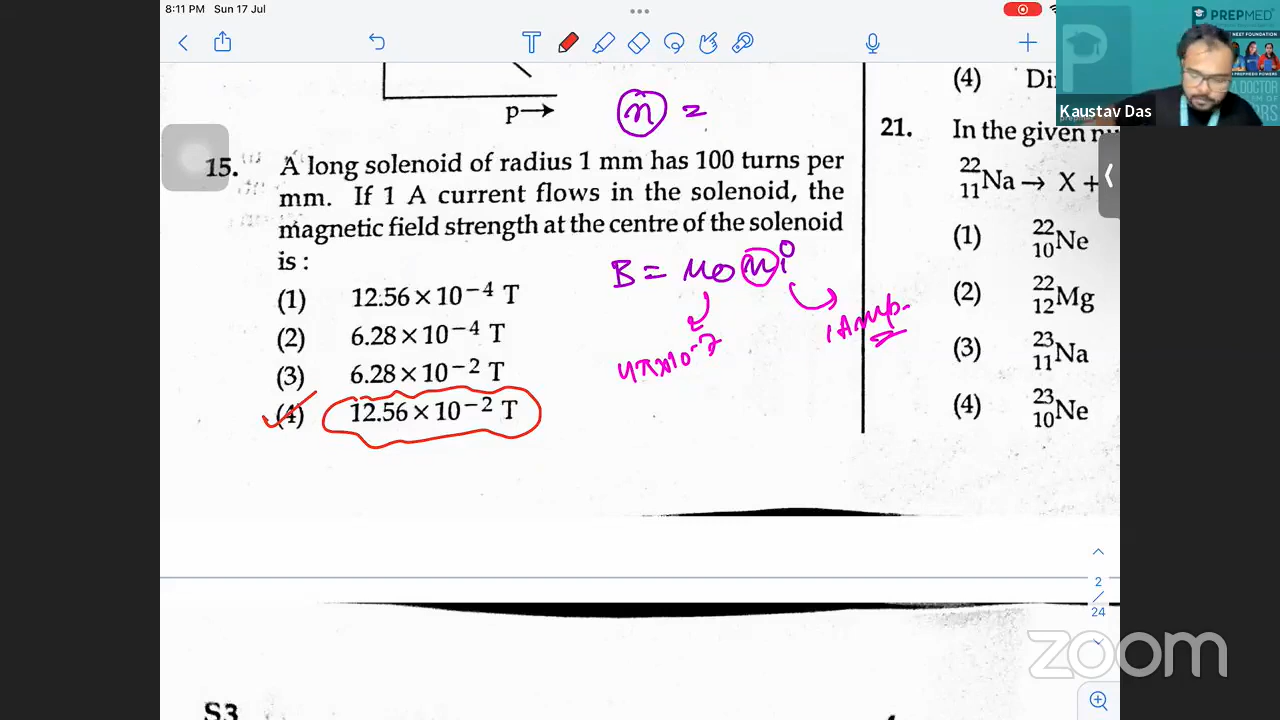 8:11 PM Sun 17 Jul
PREPMED
NEET FOUNDATION
Kaustav Das
p→
n =
15. A long solenoid of radius 1 mm has 100 turns per
mm. If 1 A current flows in the solenoid, the
magnetic field strength at the centre of the solenoid
is :
(1) 12.56 × 10⁻⁴ T
(2) 6.28 × 10⁻⁴ T
(3) 6.28 × 10⁻² T
(4) 12.56 × 10⁻² T
B = μ0 n i
4π×10⁻⁷
1 Amp.
(4) Di
21. In the given n
²²₁₁Na → X +
(1) ²²₁₀Ne
(2) ²²₁₂Mg
(3) ²³₁₁Na
(4) ²³₁₀Ne
2
/
24
zoom
S3